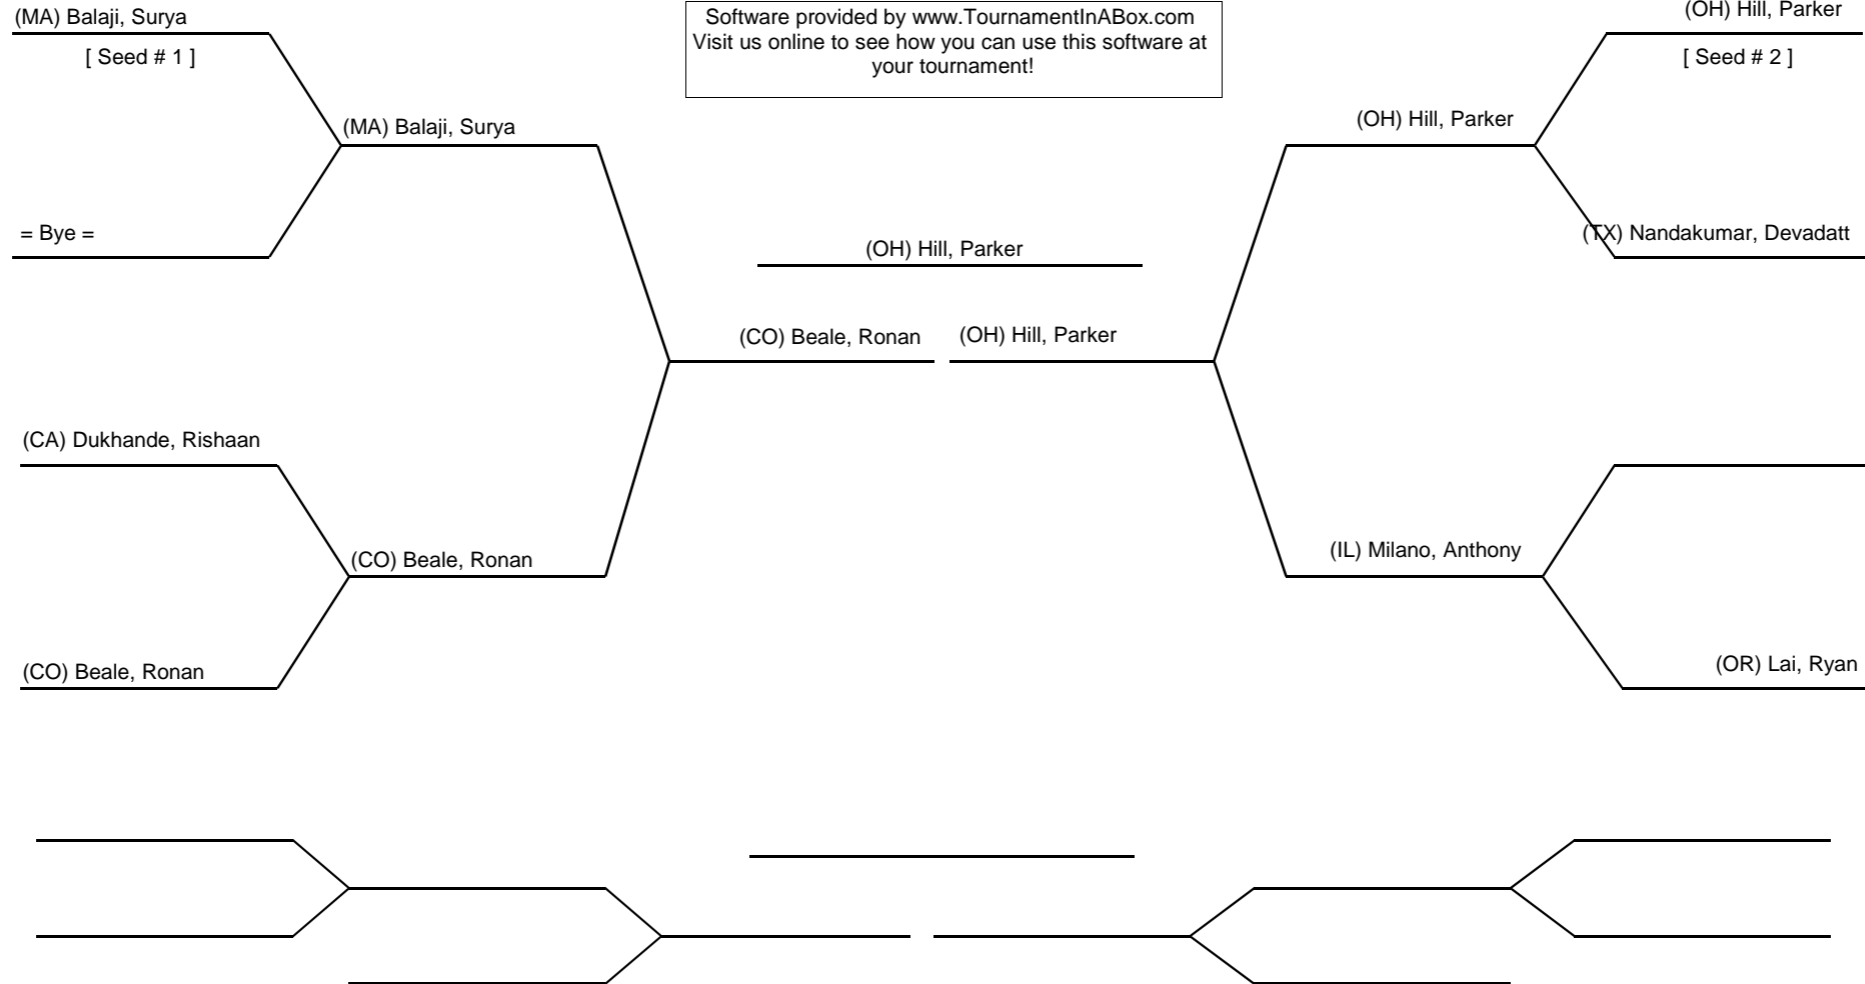 (MA) Balaji, Surya
[ Seed # 1 ]
(MA) Balaji, Surya
= Bye =
(CA) Dukhande, Rishaan
(CO) Beale, Ronan
(CO) Beale, Ronan
Software provided by www.TournamentInABox.com
Visit us online to see how you can use this software at
your tournament!
(OH) Hill, Parker
(CO) Beale, Ronan
(OH) Hill, Parker
(OH) Hill, Parker
[ Seed # 2 ]
(OH) Hill, Parker
(TX) Nandakumar, Devadatt
(IL) Milano, Anthony
(OR) Lai, Ryan